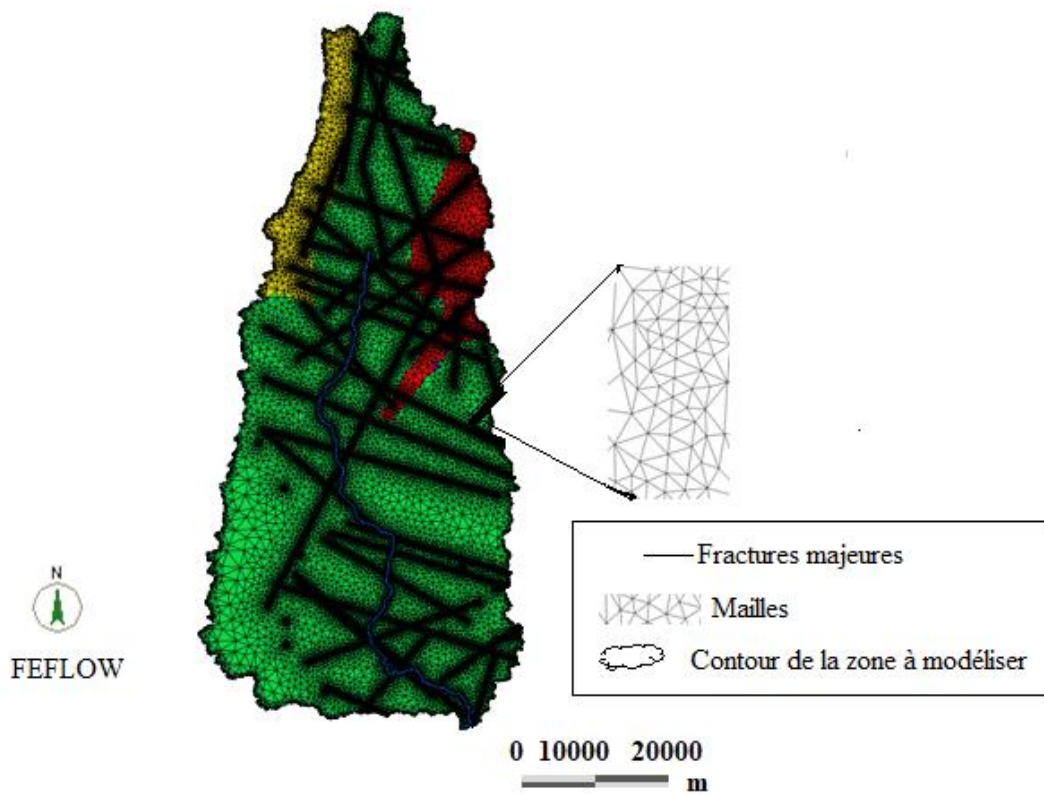 N
FEFLOW
Fractures majeures
Mailles
Contour de la zone à modéliser
0 10000 20000
m